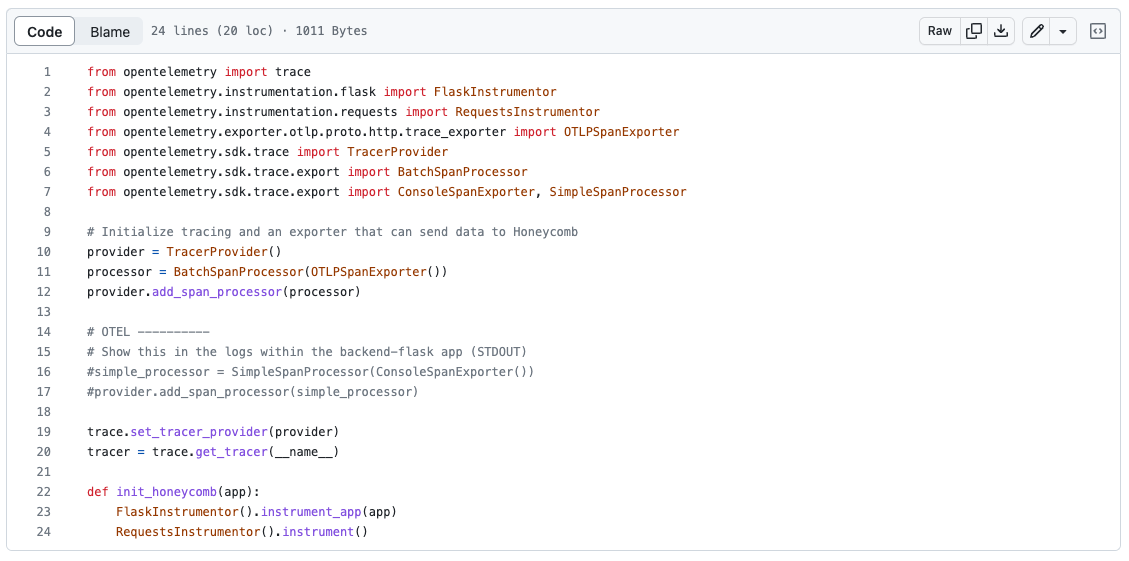 Code Blame 24 lines (20 loc) · 1011 Bytes Raw
1 from opentelemetry import trace
2 from opentelemetry.instrumentation.flask import FlaskInstrumentor
3 from opentelemetry.instrumentation.requests import RequestsInstrumentor
4 from opentelemetry.exporter.otlp.proto.http.trace_exporter import OTLPSpanExporter
5 from opentelemetry.sdk.trace import TracerProvider
6 from opentelemetry.sdk.trace.export import BatchSpanProcessor
7 from opentelemetry.sdk.trace.export import ConsoleSpanExporter, SimpleSpanProcessor
8
9 # Initialize tracing and an exporter that can send data to Honeycomb
10 provider = TracerProvider()
11 processor = BatchSpanProcessor(OTLPSpanExporter())
12 provider.add_span_processor(processor)
13
14 # OTEL ----------
15 # Show this in the logs within the backend-flask app (STDOUT)
16 #simple_processor = SimpleSpanProcessor(ConsoleSpanExporter())
17 #provider.add_span_processor(simple_processor)
18
19 trace.set_tracer_provider(provider)
20 tracer = trace.get_tracer(__name__)
21
22 def init_honeycomb(app):
23     FlaskInstrumentor().instrument_app(app)
24     RequestsInstrumentor().instrument()